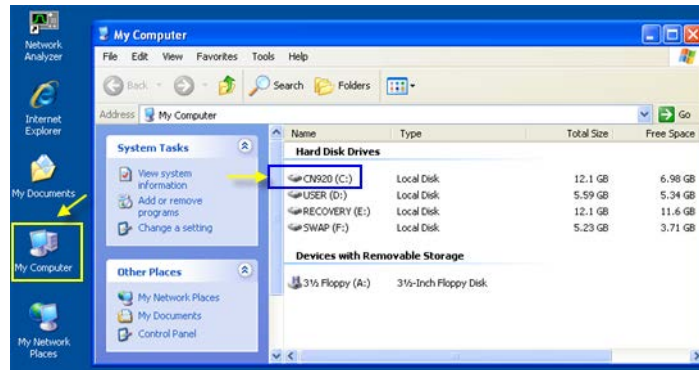 Network
Analyzer
Internet
Explorer
My Documents
My Computer
My Network
Places
My Computer
File Edit View Favorites Tools Help
Back Search Folders
Address My Computer Go
System Tasks
View system
information
Add or remove
programs
Change a setting
Other Places
My Network Places
My Documents
Control Panel
Name Type Total Size Free Space
Hard Disk Drives
CN920 (C:) Local Disk 12.1 GB 6.98 GB
USER (D:) Local Disk 5.59 GB 5.34 GB
RECOVERY (E:) Local Disk 12.1 GB 11.6 GB
SWAP (F:) Local Disk 5.23 GB 3.71 GB
Devices with Removable Storage
3½ Floppy (A:) 3½-Inch Floppy Disk